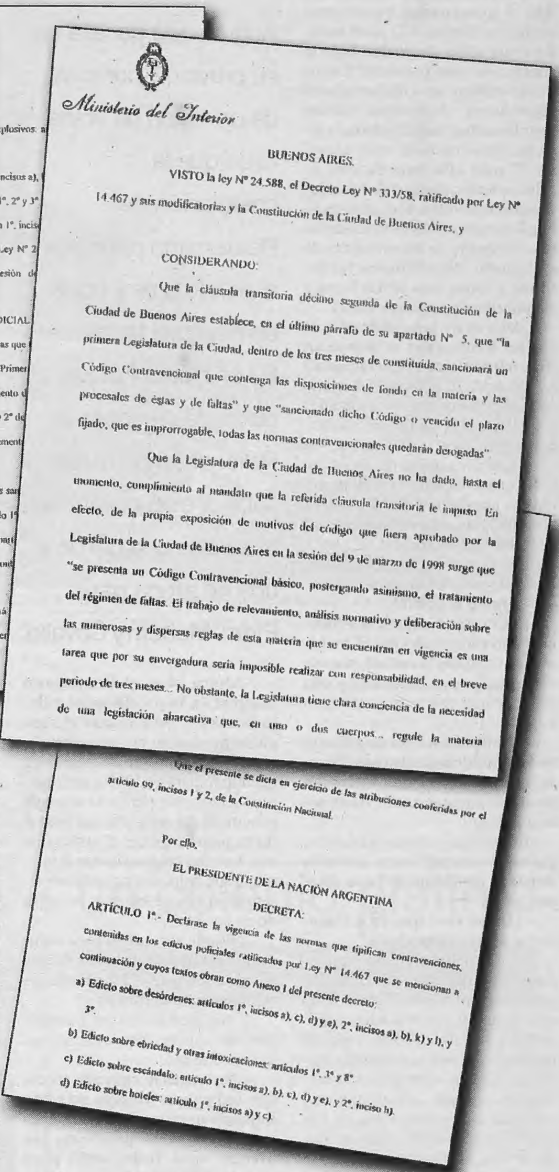 Ministerio del Interior
BUENOS AIRES,
VISTO la ley Nº 24.588, el Decreto Ley Nº 333/58, ratificado por Ley Nº
14.467 y sus modificatorias y la Constitución de la Ciudad de Buenos Aires, y
CONSIDERANDO:
Que la cláusula transitoria décimo segunda de la Constitución de la
Ciudad de Buenos Aires establece, en el último párrafo de su apartado Nº 5, que "la
primera Legislatura de la Ciudad, dentro de los tres meses de constituída, sancionará un
Código Contravencional que contenga las disposiciones de fondo en la materia y las
procesales de éstas y de faltas" y que "sancionado dicho Código o vencido el plazo
fijado, que es improrrogable, todas las normas contravencionales quedarán derogadas"
Que la Legislatura de la Ciudad de Buenos Aires no ha dado, hasta el
momento, cumplimiento al mandato que la referida cláusula transitoria le impuso En
efecto, de la propia exposición de motivos del código que fuera aprobado por la
Legislatura de la Ciudad de Buenos Aires en la sesión del 9 de marzo de 1998 surge que
"se presenta un Código Contravencional básico, postergando asimismo, el tratamiento
del régimen de faltas. El trabajo de relevamiento, análisis normativo y deliberación sobre
las numerosas y dispersas reglas de esta materia que se encuentran en vigencia es una
tarea que por su envergadura sería imposible realizar con responsabilidad, en el breve
período de tres meses... No obstante, la Legislatura tiene clara conciencia de la necesidad
de una legislación abarcativa que, en uno o dos cuerpos... regule la materia
Que el presente se dicta en ejercicio de las atribuciones conferidas por el
artículo 99, incisos 1 y 2, de la Constitución Nacional.
Por ello,
EL PRESIDENTE DE LA NACIÓN ARGENTINA
DECRETA:
ARTÍCULO 1º.- Declárase la vigencia de las normas que tipifican contravenciones,
contenidas en los edictos policiales ratificados por Ley Nº 14.467 que se mencionan a
continuación y cuyos textos obran como Anexo I del presente decreto:
a) Edicto sobre desórdenes: artículos 1º, incisos a), c), d) y e), 2º, incisos a), b), k) y l), y
3º.
b) Edicto sobre ebriedad y otras intoxicaciones: artículos 1º, 3º y 8º
c) Edicto sobre escándalo: artículo 1º, incisos a), b), c), d) y e), y 2º, inciso h).
d) Edicto sobre hoteles: artículo 1º, incisos a) y c).